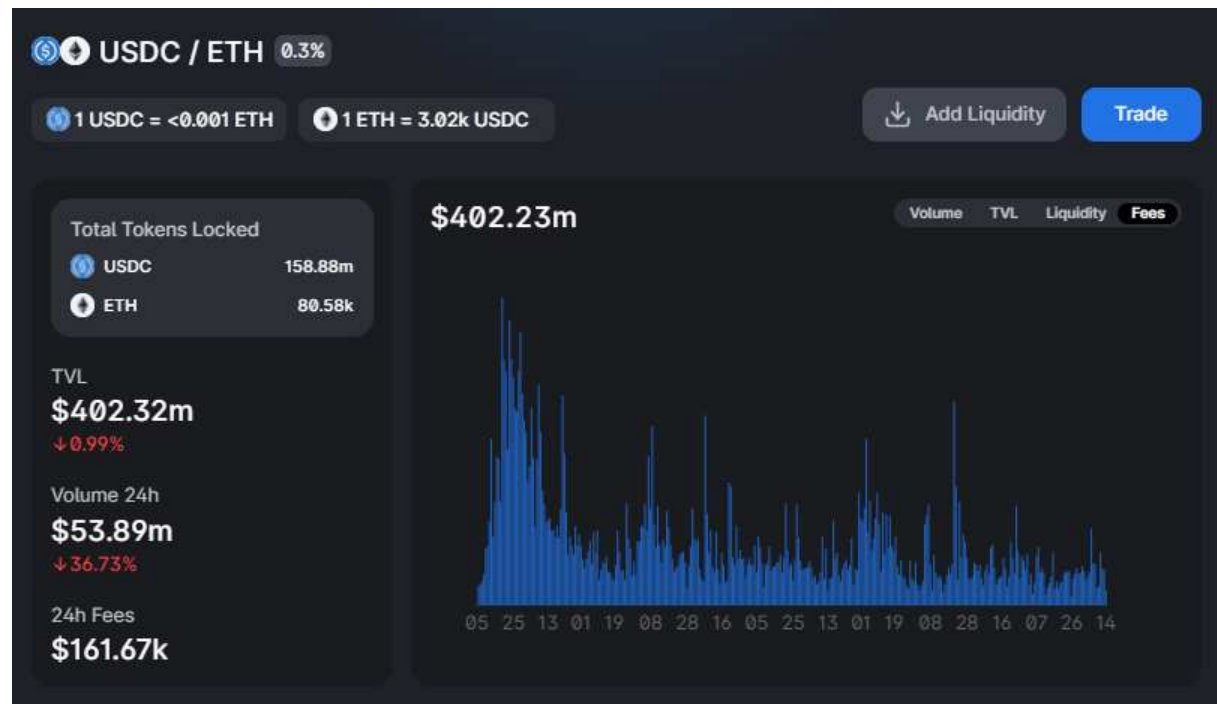 USDC / ETH 0.3%
1 USDC = <0.001 ETH 1 ETH = 3.02k USDC
Add Liquidity Trade
Total Tokens Locked
USDC 158.88m
ETH 80.58k
TVL
$402.32m
↓0.99%
Volume 24h
$53.89m
↓36.73%
24h Fees
$161.67k
$402.23m
Volume TVL Liquidity Fees
05 25 13 01 19 08 28 16 05 25 13 01 19 08 28 16 07 26 14